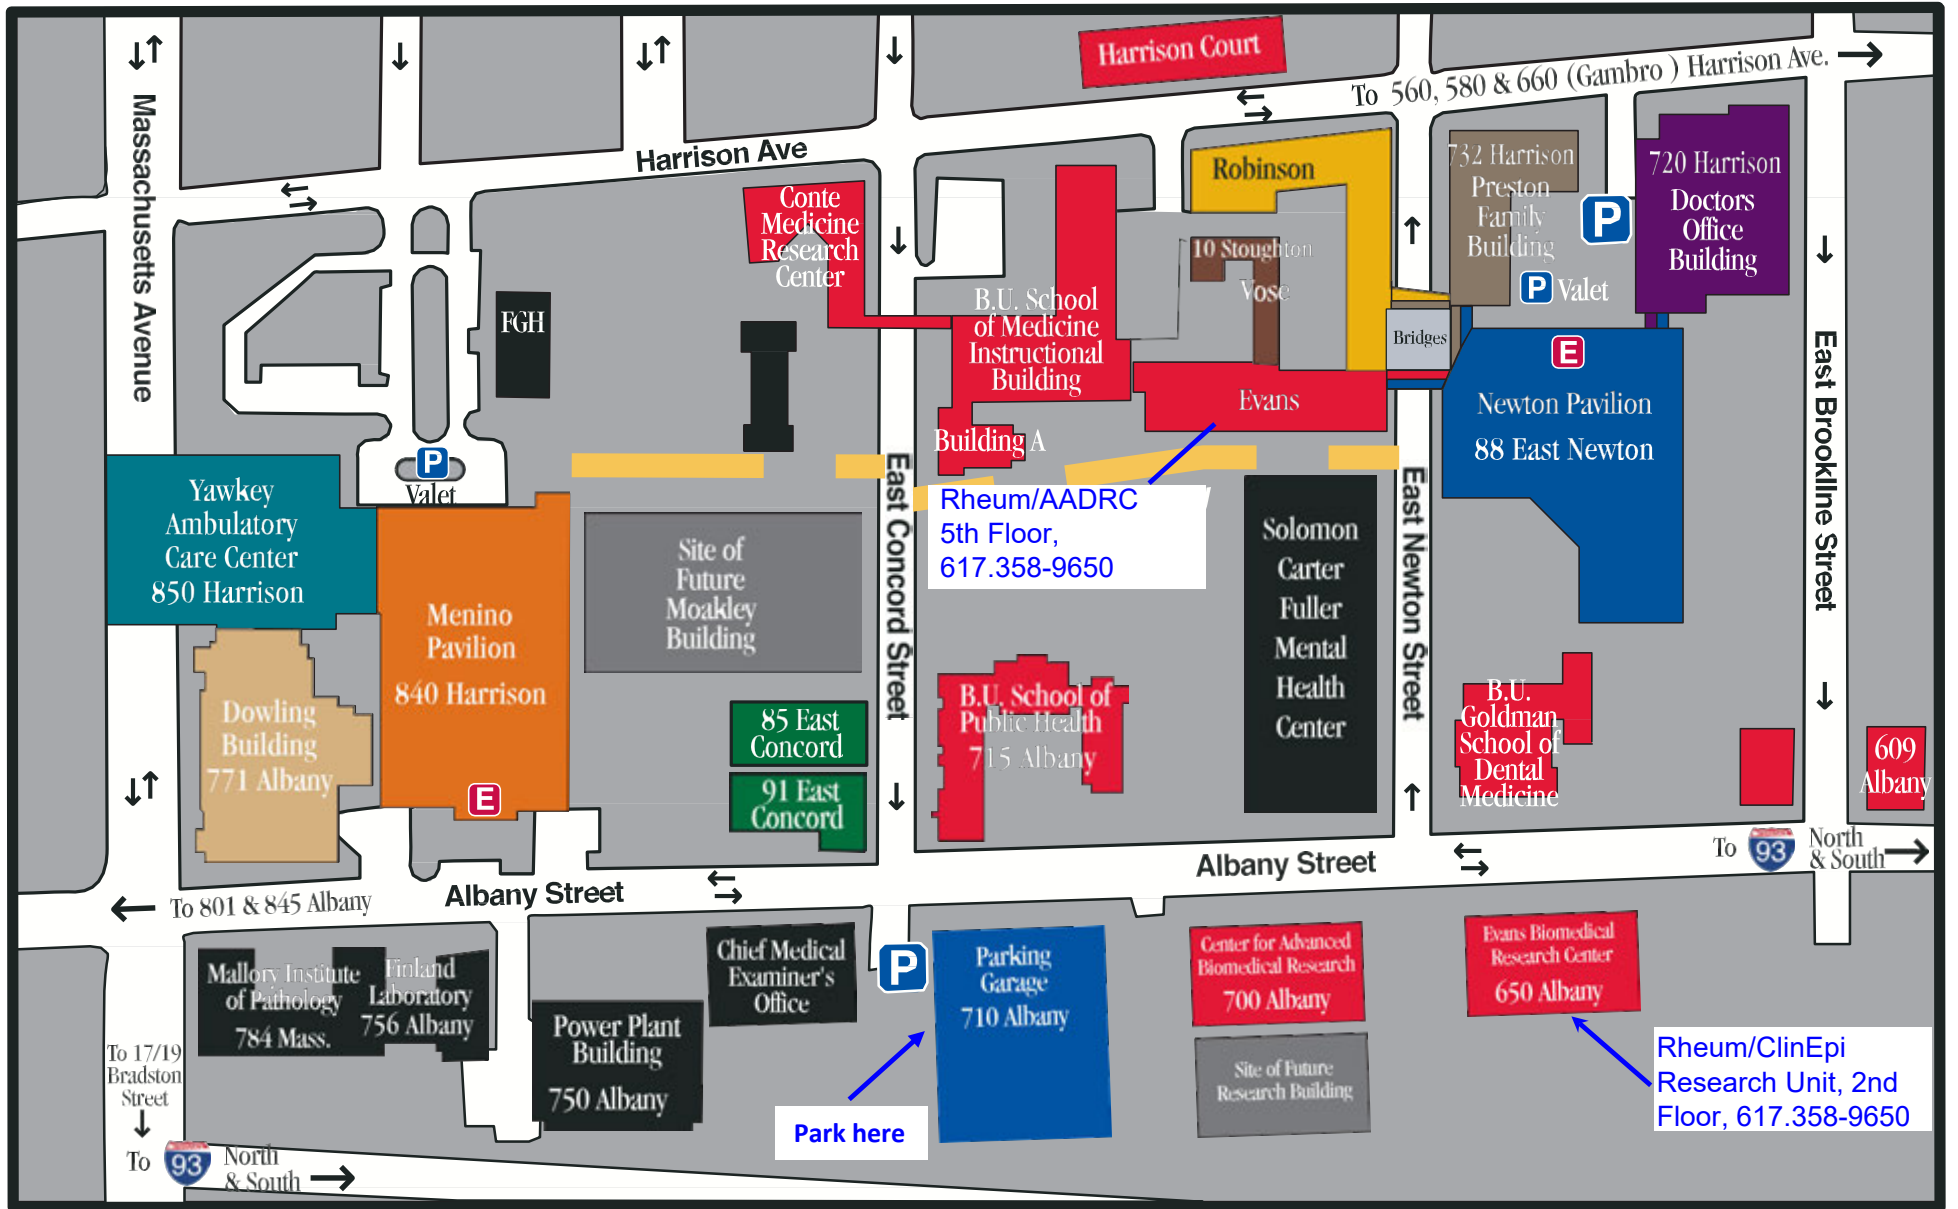 Harrison Court
To 560, 580 & 660 (Gambro ) Harrison Ave.
Massachusetts Avenue
Harrison Ave
Conte
Medicine
Research
Center
Robinson
10 Stoughton
Vose
732 Harrison
Preston
Family
Building
P
P Valet
720 Harrison
Doctors
Office
Building
FGH
B.U. School
of Medicine
Instructional
Building
Building A
Evans
Bridges
E
Newton Pavilion
88 East Newton
East Brookline Street
P
Valet
Yawkey
Ambulatory
Care Center
850 Harrison
Menino
Pavilion
840 Harrison
E
Site of
Future
Moakley
Building
East Concord Street
Rheum/AADRC
5th Floor,
617.358-9650
Solomon
Carter
Fuller
Mental
Health
Center
East Newton Street
Dowling
Building
771 Albany
85 East
Concord
91 East
Concord
B.U. School of
Public Health
715 Albany
B.U.
Goldman
School of
Dental
Medicine
609
Albany
To 93 North
& South
Albany Street
Albany Street
To 801 & 845 Albany
Mallory Institute
of Pathology
784 Mass.
Finland
Laboratory
756 Albany
Power Plant
Building
750 Albany
Chief Medical
Examiner's
Office
P
Parking
Garage
710 Albany
Park here
Center for Advanced
Biomedical Research
700 Albany
Site of Future
Research Building
Evans Biomedical
Research Center
650 Albany
Rheum/ClinEpi
Research Unit, 2nd
Floor, 617.358-9650
To 17/19
Bradston
Street
To 93 North
& South